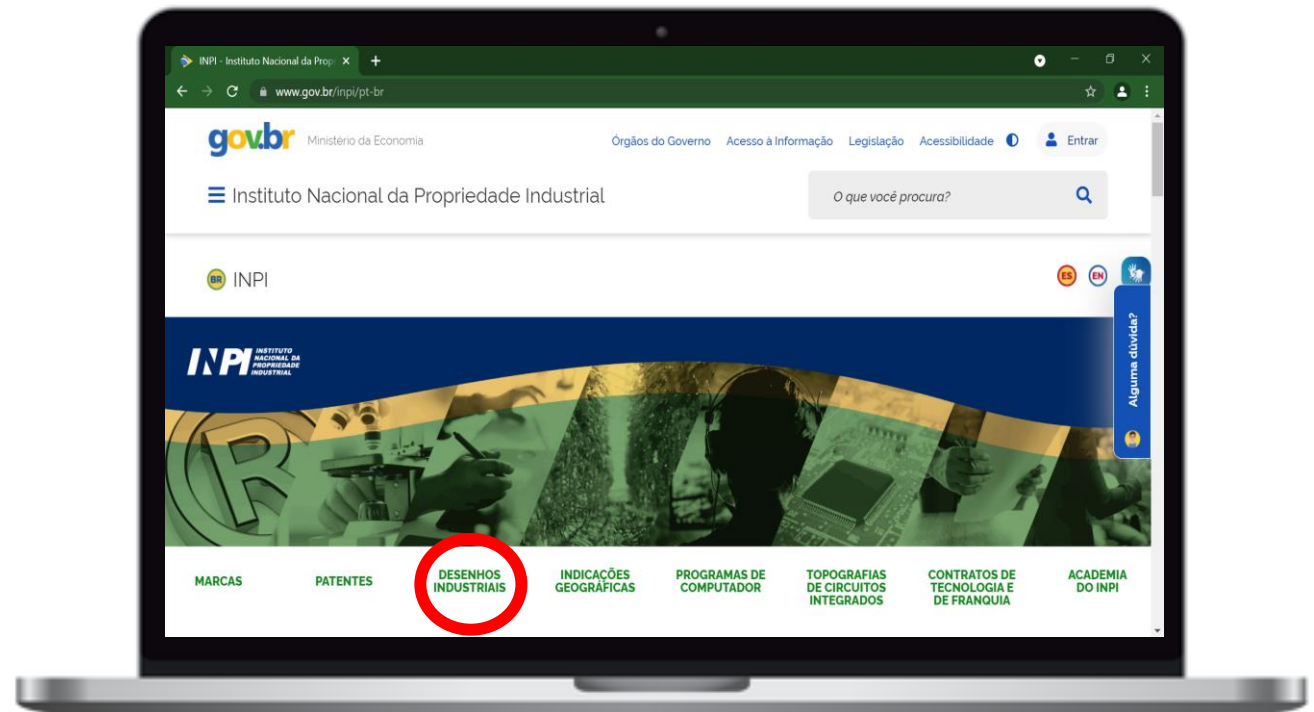 INPI - Instituto Nacional da Prop
www.gov.br/inpi/pt-br
gov.br Ministério da Economia Órgãos do Governo Acesso à Informação Legislação Acessibilidade Entrar
Instituto Nacional da Propriedade Industrial O que você procura?
BR INPI ES EN
Alguma dúvida?
INPI INSTITUTO
NACIONAL DA
PROPRIEDADE
INDUSTRIAL
R
MARCAS
PATENTES
DESENHOS
INDUSTRIAIS
INDICAÇÕES
GEOGRÁFICAS
PROGRAMAS DE
COMPUTADOR
TOPOGRAFIAS
DE CIRCUITOS
INTEGRADOS
CONTRATOS DE
TECNOLOGIA E
DE FRANQUIA
ACADEMIA
DO INPI